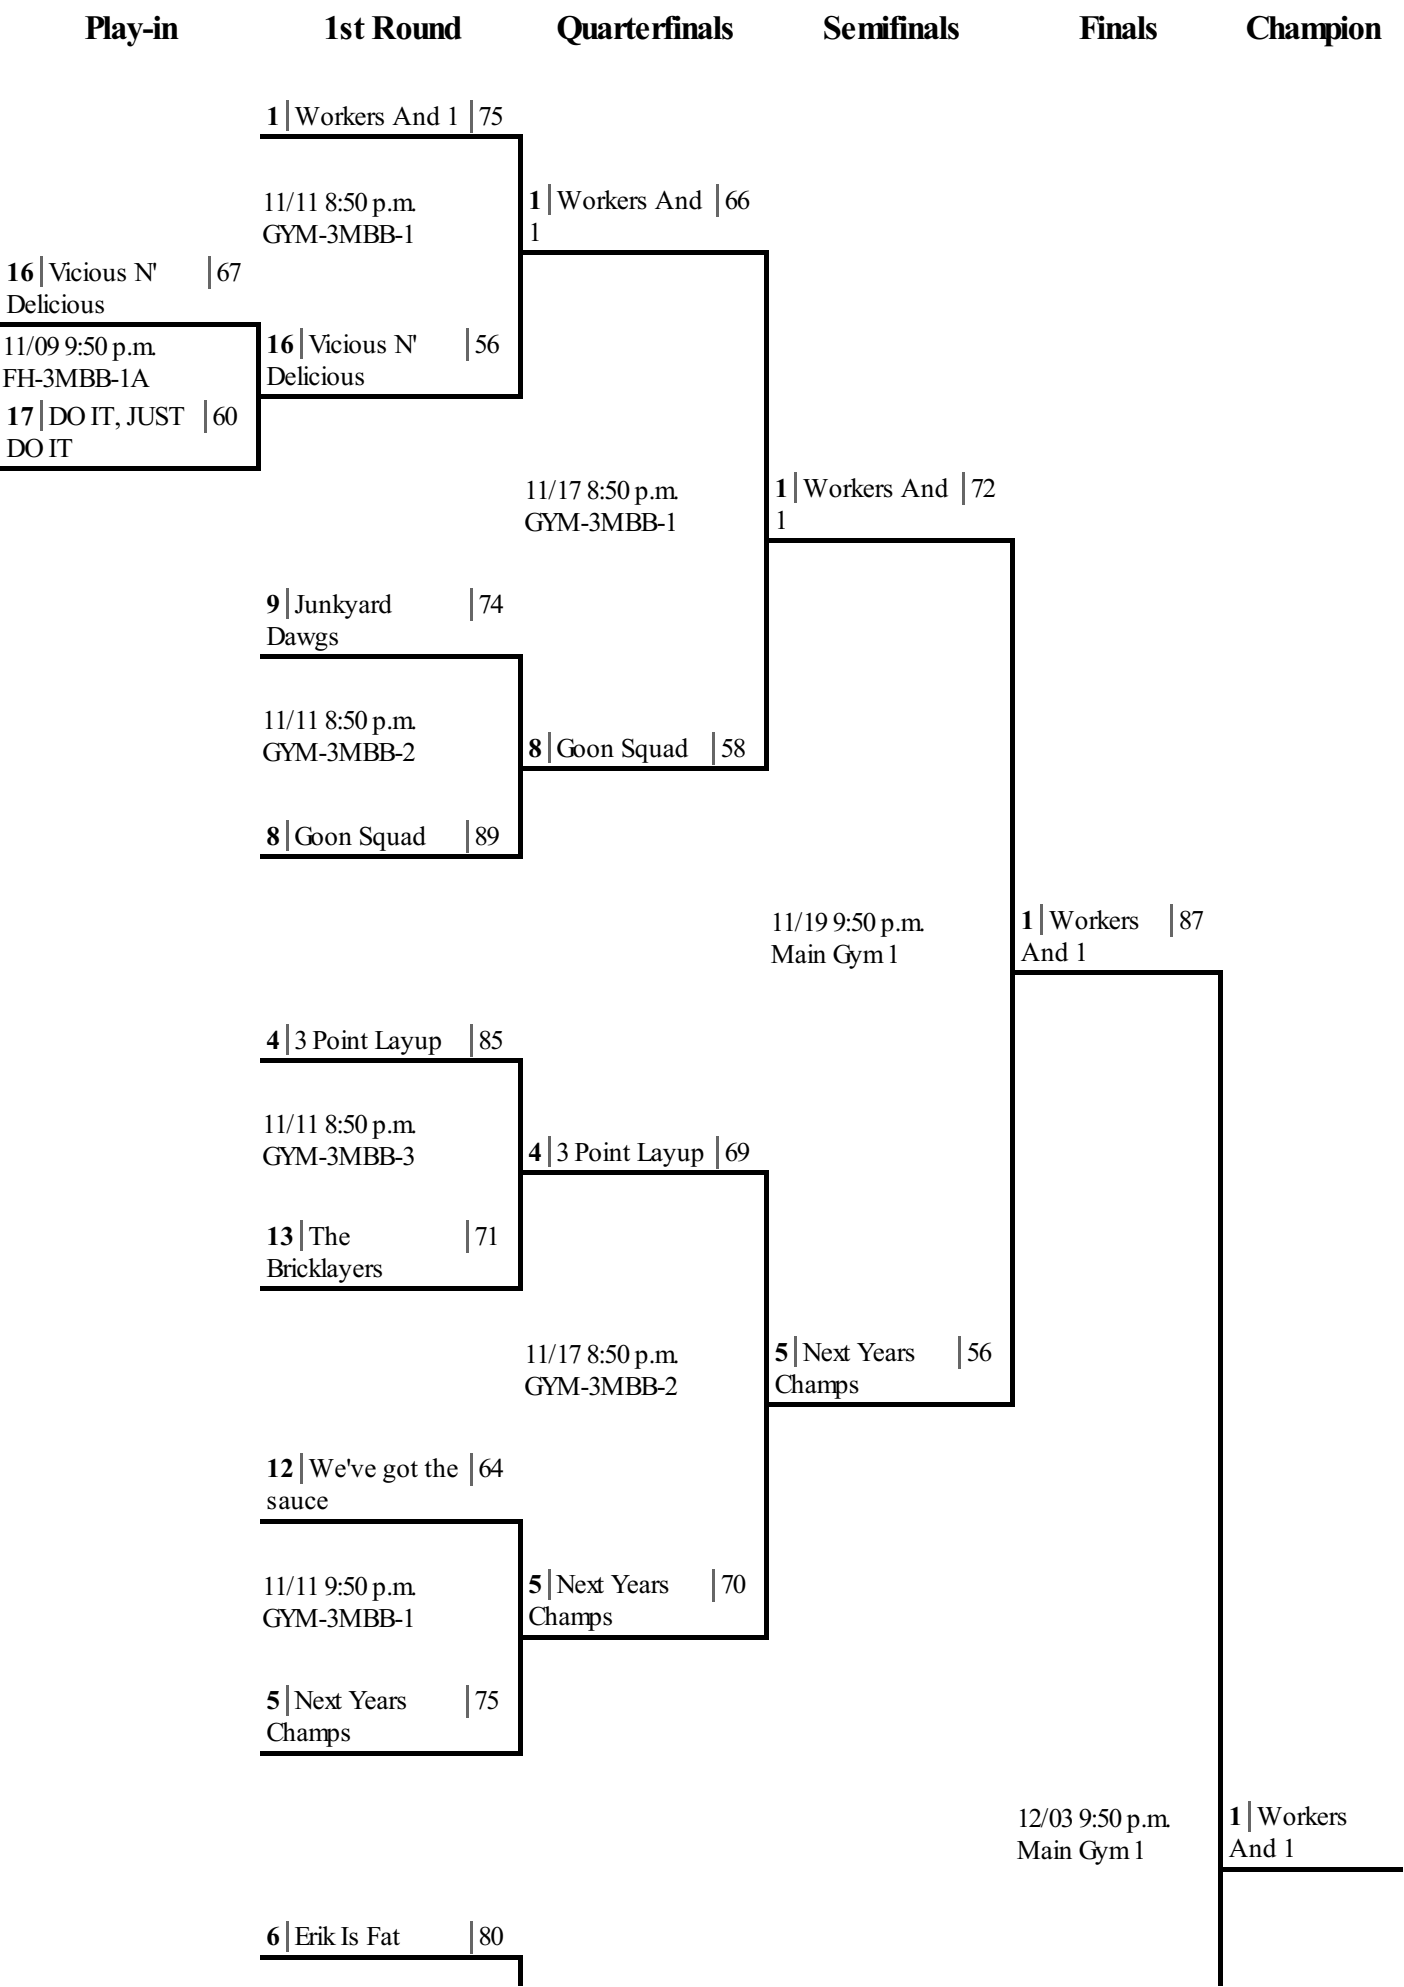 Play-in 1st Round Quarterfinals Semifinals Finals Champion
1 Workers And 1 75
11/11 8:50 p.m.
GYM-3MBB-1
1 Workers And 66
1
16 Vicious N' 67
Delicious
11/09 9:50 p.m.
FH-3MBB-1A
17 DO IT, JUST 60
DO IT
16 Vicious N' 56
Delicious
11/17 8:50 p.m.
GYM-3MBB-1
1 Workers And 72
1
9 Junkyard 74
Dawgs
11/11 8:50 p.m.
GYM-3MBB-2
8 Goon Squad 58
8 Goon Squad 89
11/19 9:50 p.m.
Main Gym 1
1 Workers 87
And 1
4 3 Point Layup 85
11/11 8:50 p.m.
GYM-3MBB-3
4 3 Point Layup 69
13 The 71
Bricklayers
11/17 8:50 p.m.
GYM-3MBB-2
5 Next Years 56
Champs
12 We've got the 64
sauce
11/11 9:50 p.m.
GYM-3MBB-1
5 Next Years 70
Champs
5 Next Years 75
Champs
12/03 9:50 p.m.
Main Gym 1
1 Workers
And 1
6 Erik Is Fat 80